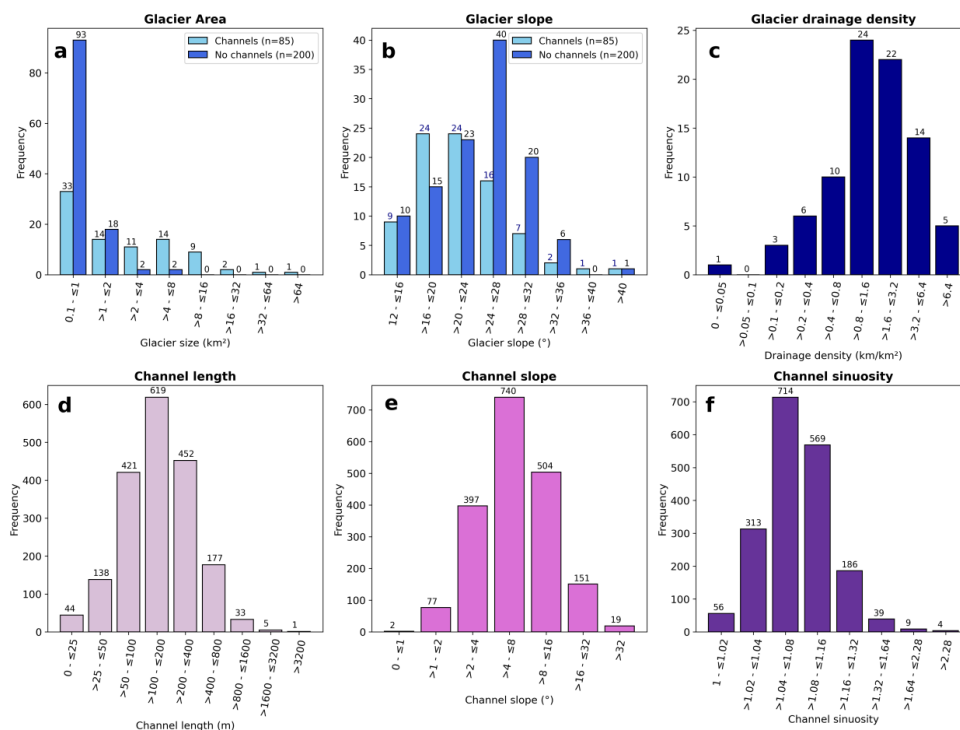 Glacier Area
a
93
Channels (n=85)
No channels (n=200)
80
60
40
20
0
Frequency
33
14
18
11
2
14
2
9
0
2
0
1
0
1
0
0.1 - ≤1
>1 - ≤2
>2 - ≤4
>4 - ≤8
>8 - ≤16
>16 - ≤32
>32 - ≤64
>64
Glacier size (km²)
Glacier slope
b
Channels (n=85)
No channels (n=200)
40
35
30
25
20
15
10
5
0
Frequency
9
10
24
15
24
23
16
40
7
20
2
6
1
0
1
1
12 - ≤16
>16 - ≤20
>20 - ≤24
>24 - ≤28
>28 - ≤32
>32 - ≤36
>36 - ≤40
>40
Glacier slope (°)
Glacier drainage density
c
25
20
15
10
5
0
Frequency
1
0
3
6
10
24
22
14
5
0 - ≤0.05
>0.05 - ≤0.1
>0.1 - ≤0.2
>0.2 - ≤0.4
>0.4 - ≤0.8
>0.8 - ≤1.6
>1.6 - ≤3.2
>3.2 - ≤6.4
>6.4
Drainage density (km/km²)
Channel length
d
600
500
400
300
200
100
0
Frequency
44
138
421
619
452
177
33
5
1
0 - ≤25
>25 - ≤50
>50 - ≤100
>100 - ≤200
>200 - ≤400
>400 - ≤800
>800 - ≤1600
>1600 - ≤3200
>3200
Channel length (m)
Channel slope
e
700
600
500
400
300
200
100
0
Frequency
2
77
397
740
504
151
19
0 - ≤1
>1 - ≤2
>2 - ≤4
>4 - ≤8
>8 - ≤16
>16 - ≤32
>32
Channel slope (°)
Channel sinuosity
f
700
600
500
400
300
200
100
0
Frequency
56
313
714
569
186
39
9
4
1 - ≤1.02
>1.02 - ≤1.04
>1.04 - ≤1.08
>1.08 - ≤1.16
>1.16 - ≤1.32
>1.32 - ≤1.64
>1.64 - ≤2.28
>2.28
Channel sinuosity